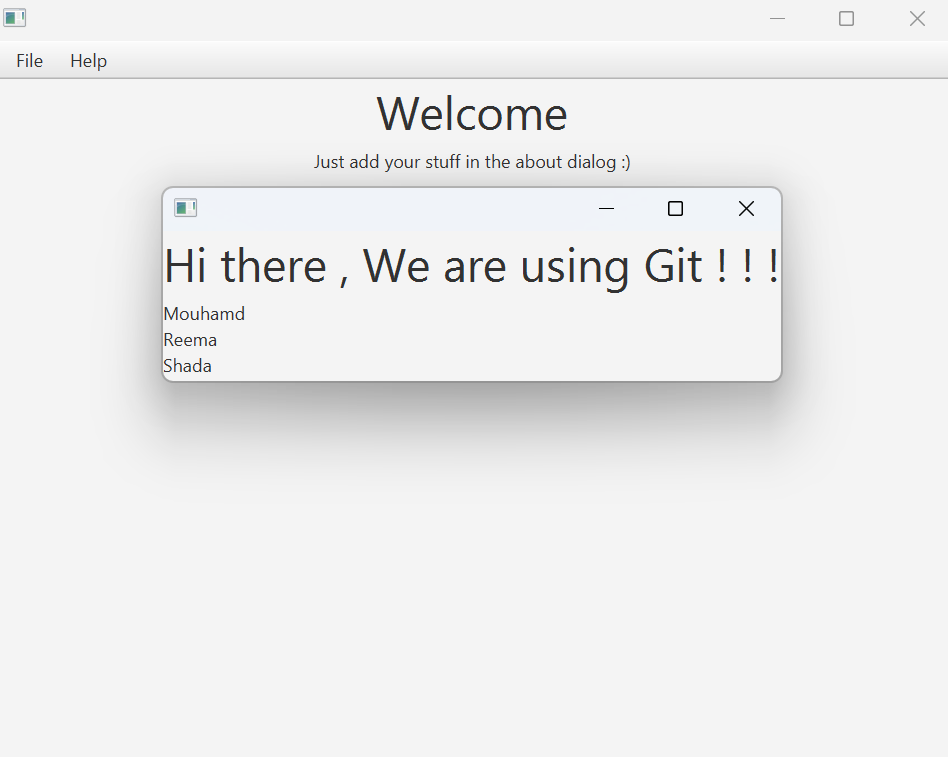 File Help
Welcome
Just add your stuff in the about dialog :)
Hi there , We are using Git ! ! !
Mouhamd
Reema
Shada